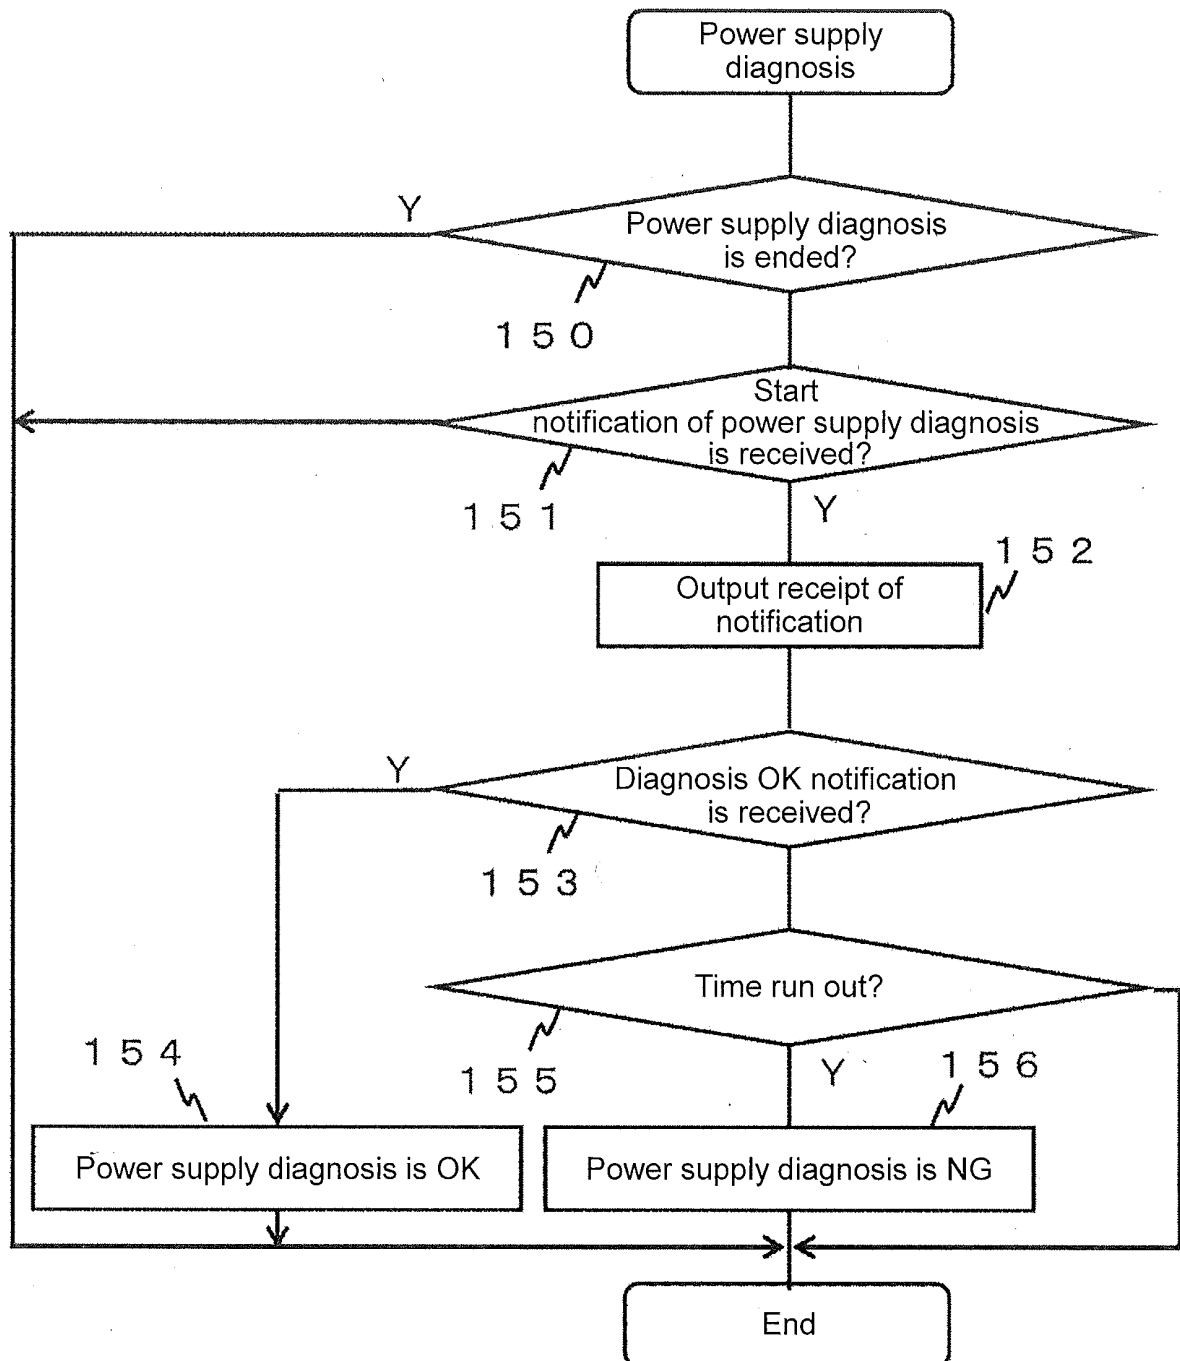 Power supply
diagnosis
Y
Power supply diagnosis
is ended?
150
Start
notification of power supply diagnosis
is received?
151
Y
152
Output receipt of
notification
Y
Diagnosis OK notification
is received?
153
Time run out?
154
155
Y
156
Power supply diagnosis is OK
Power supply diagnosis is NG
End